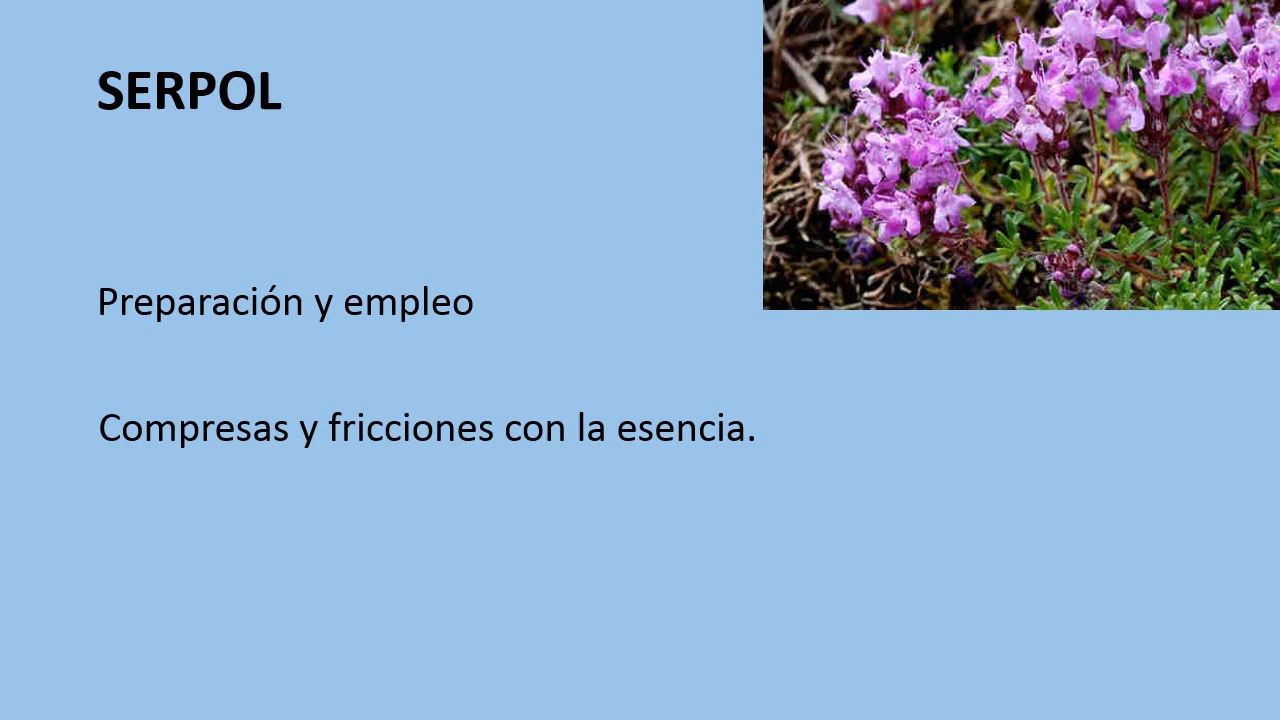 SERPOL
Preparación y empleo
Compresas y fricciones con la esencia.